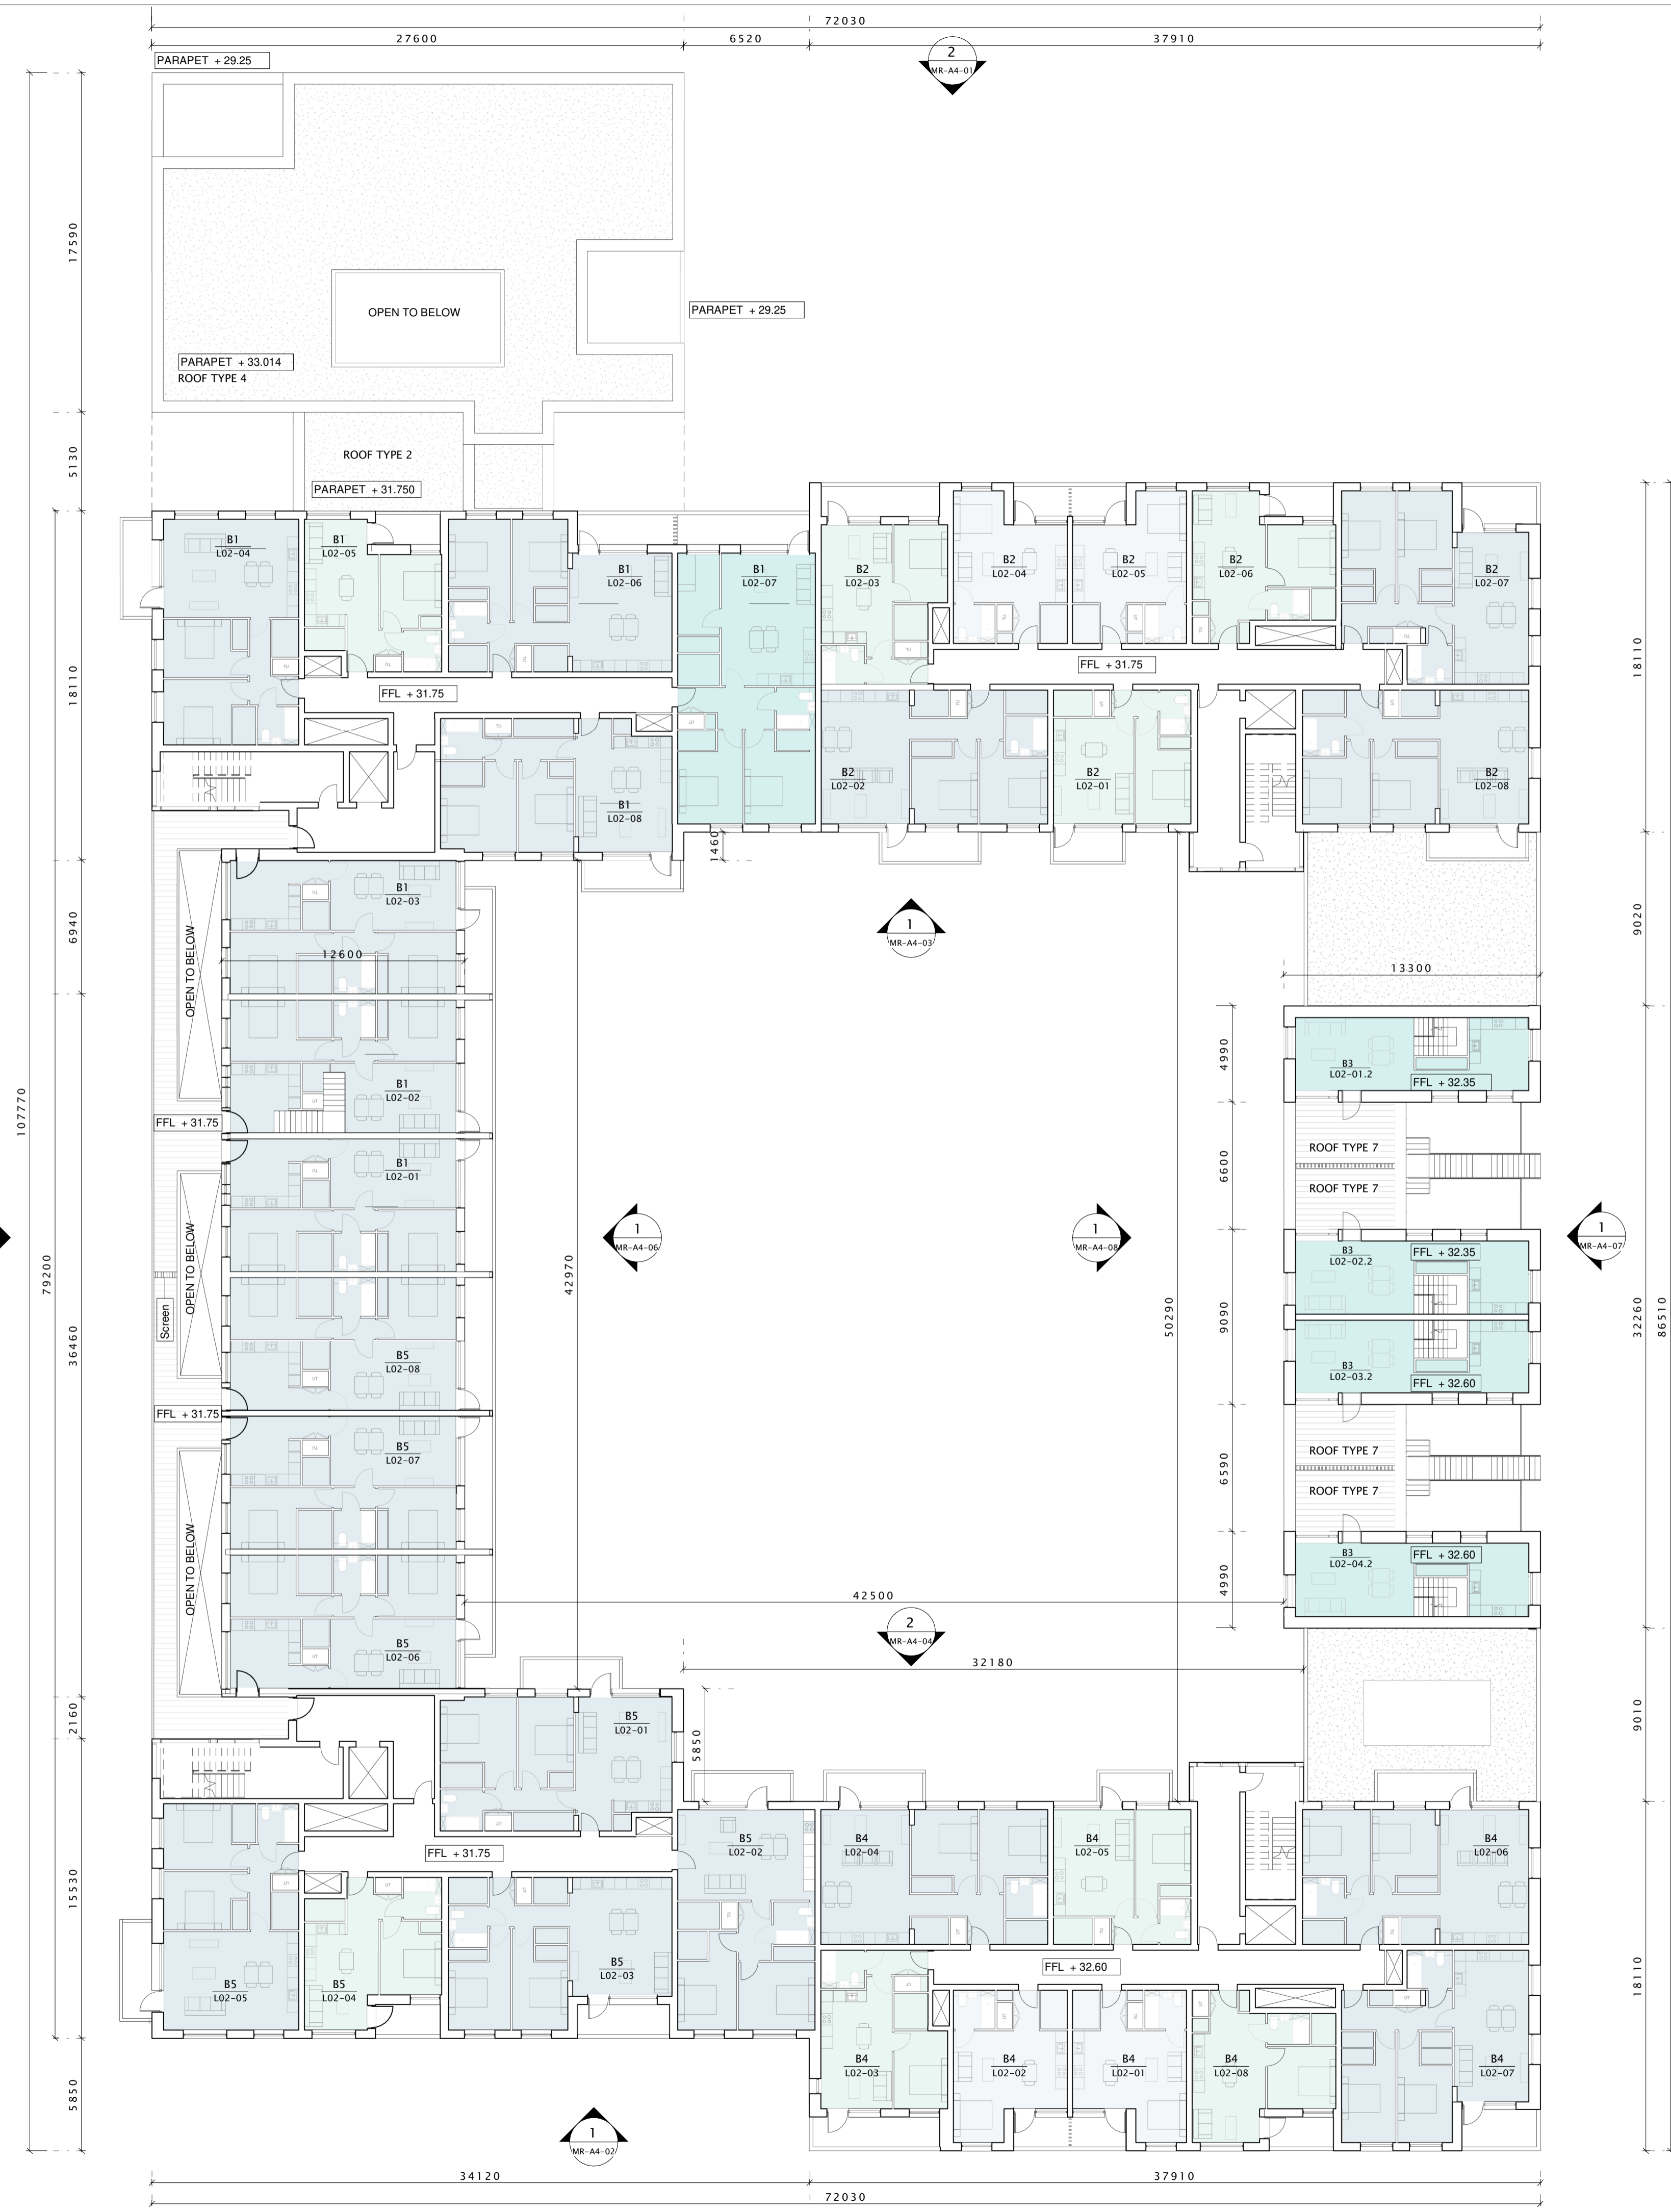 72030
27600
6520
37910
PARAPET + 29.25
2
MR-A4-01
17590
OPEN TO BELOW
PARAPET + 29.25
PARAPET + 33.014
ROOF TYPE 4
5130
ROOF TYPE 2
PARAPET + 31.750
B1
L02-04
B1
L02-05
B1
L02-06
B1
L02-07
B2
L02-03
B2
L02-04
B2
L02-05
B2
L02-06
B2
L02-07
18110
18110
FFL + 31.75
FFL + 31.75
B1
L02-08
B2
L02-02
B2
L02-01
B2
L02-08
1460
B1
L02-03
6940
OPEN TO BELOW
12600
1
MR-A4-03
9020
13300
4990
B3
L02-01.2
FFL + 32.35
B1
L02-02
FFL + 31.75
107770
B1
L02-01
6600
ROOF TYPE 7
ROOF TYPE 7
OPEN TO BELOW
1
MR-A4-06
1
MR-A4-08
1
MR-A4-07
B3
L02-02.2
FFL + 32.35
79200
42970
50290
9090
32260
86510
Screen
36460
B5
L02-08
B3
L02-03.2
FFL + 32.60
FFL + 31.75
B5
L02-07
6590
ROOF TYPE 7
ROOF TYPE 7
OPEN TO BELOW
B3
L02-04.2
FFL + 32.60
4990
42500
2
MR-A4-04
B5
L02-06
32180
2160
B5
L02-01
5850
9010
B5
L02-02
B4
L02-04
B4
L02-05
B4
L02-06
FFL + 31.75
15530
B5
L02-05
B5
L02-04
B5
L02-03
FFL + 32.60
18110
B4
L02-03
B4
L02-02
B4
L02-01
B4
L02-08
B4
L02-07
5850
1
MR-A4-02
34120
37910
72030